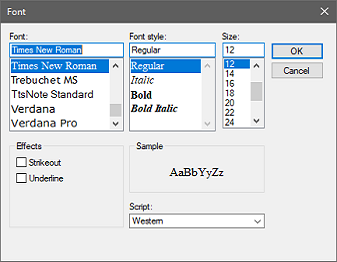 Font
Font:
Times New Roman
Times New Roman
Trebuchet MS
TtsNote Standard
Verdana
Verdana Pro
Font style:
Regular
Regular
Italic
Bold
Bold Italic
Size:
12
12
14
16
18
20
22
24
OK
Cancel
Effects
Strikeout
Underline
Sample
AaBbYyZz
Script:
Western